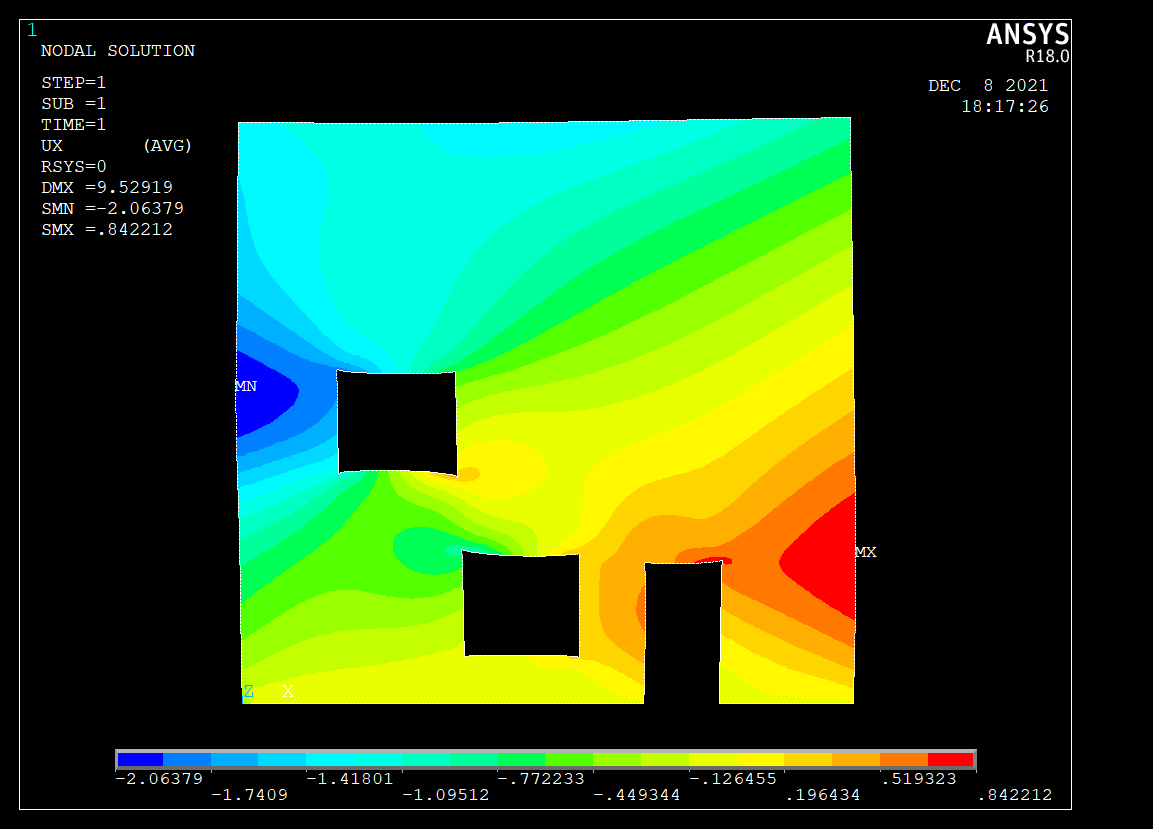 1
ANSYS
R18.0
NODAL SOLUTION
DEC  8 2021
18:17:26
STEP=1
SUB =1
TIME=1
UX       (AVG)
RSYS=0
DMX =9.52919
SMN =-2.06379
SMX =.842212
MN
MX
Z X
-2.06379 -1.41801 -.772233 -.126455 .519323
-1.7409 -1.09512 -.449344 .196434 .842212